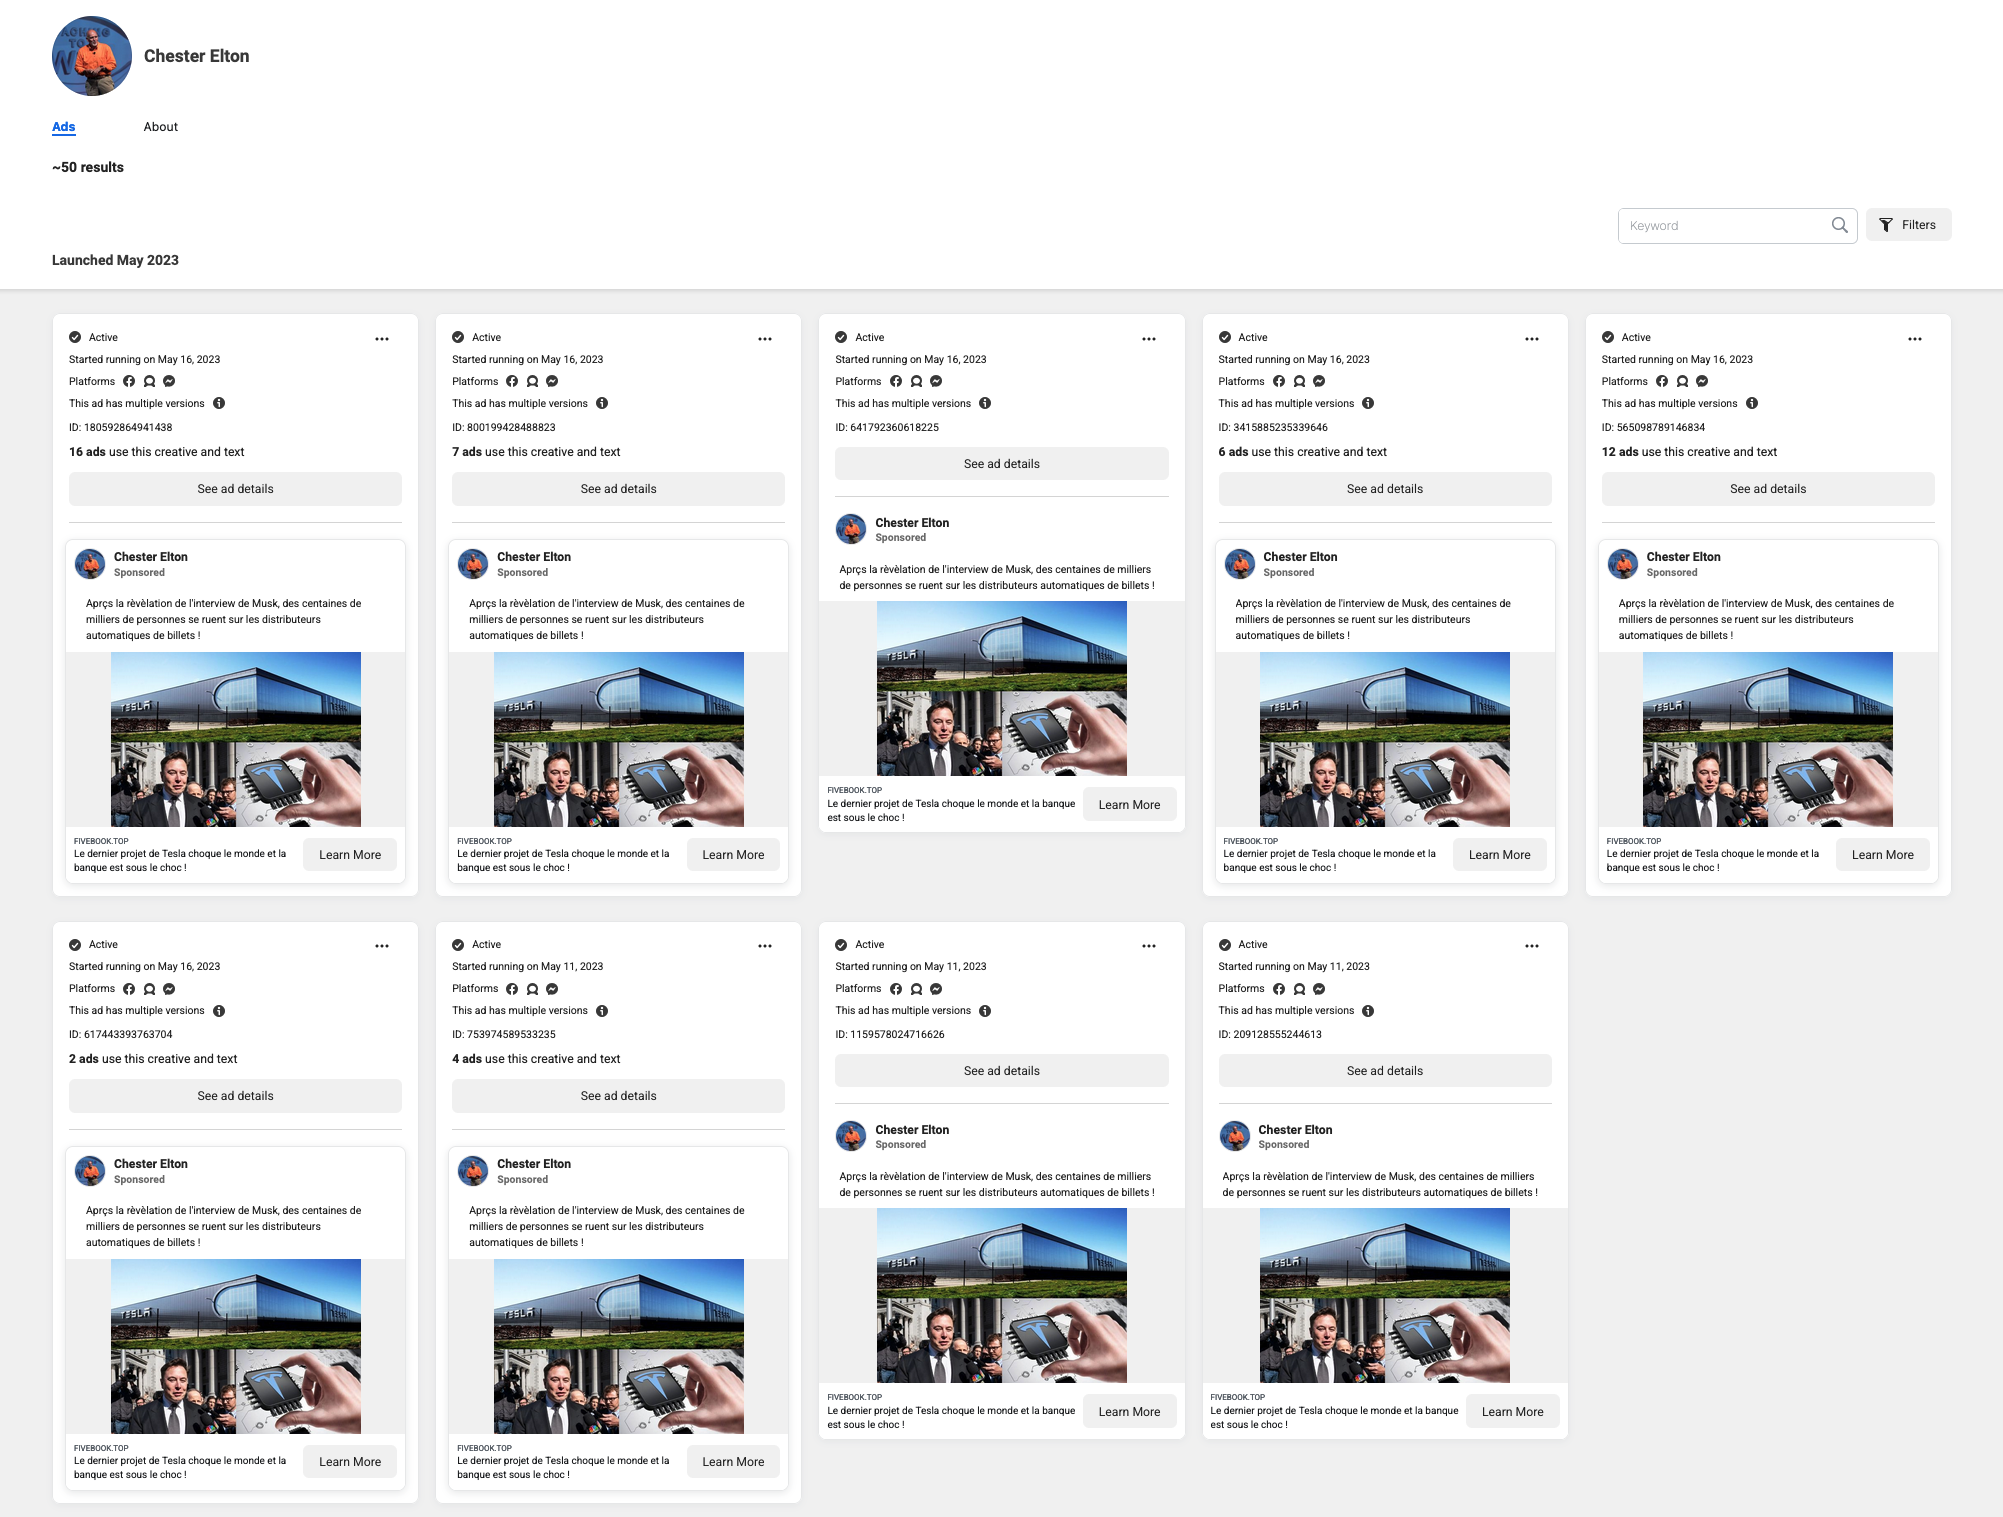 Chester Elton
Ads About
~50 results
Keyword
Filters
Launched May 2023
Active
Started running on May 16, 2023
Platforms
This ad has multiple versions
ID: 180592864941438
16 ads use this creative and text
See ad details
Chester Elton
Sponsored
Aprçs la rèvèlation de l'interview de Musk, des centaines de
milliers de personnes se ruent sur les distributeurs
automatiques de billets !
TESLA
FIVEBOOK.TOP
Le dernier projet de Tesla choque le monde et la
banque est sous le choc !
Learn More
Active
Started running on May 16, 2023
Platforms
This ad has multiple versions
ID: 800199428488823
7 ads use this creative and text
See ad details
Chester Elton
Sponsored
Aprçs la rèvèlation de l'interview de Musk, des centaines de
milliers de personnes se ruent sur les distributeurs
automatiques de billets !
TESLA
FIVEBOOK.TOP
Le dernier projet de Tesla choque le monde et la
banque est sous le choc !
Learn More
Active
Started running on May 16, 2023
Platforms
This ad has multiple versions
ID: 641792360618225
See ad details
Chester Elton
Sponsored
Aprçs la rèvèlation de l'interview de Musk, des centaines de milliers
de personnes se ruent sur les distributeurs automatiques de billets !
TESLA
FIVEBOOK.TOP
Le dernier projet de Tesla choque le monde et la banque
est sous le choc !
Learn More
Active
Started running on May 16, 2023
Platforms
This ad has multiple versions
ID: 3415885235339646
6 ads use this creative and text
See ad details
Chester Elton
Sponsored
Aprçs la rèvèlation de l'interview de Musk, des centaines de
milliers de personnes se ruent sur les distributeurs
automatiques de billets !
TESLA
FIVEBOOK.TOP
Le dernier projet de Tesla choque le monde et la
banque est sous le choc !
Learn More
Active
Started running on May 16, 2023
Platforms
This ad has multiple versions
ID: 565098789146834
12 ads use this creative and text
See ad details
Chester Elton
Sponsored
Aprçs la rèvèlation de l'interview de Musk, des centaines de
milliers de personnes se ruent sur les distributeurs
automatiques de billets !
TESLA
FIVEBOOK.TOP
Le dernier projet de Tesla choque le monde et la
banque est sous le choc !
Learn More
Active
Started running on May 16, 2023
Platforms
This ad has multiple versions
ID: 617443393763704
2 ads use this creative and text
See ad details
Chester Elton
Sponsored
Aprçs la rèvèlation de l'interview de Musk, des centaines de
milliers de personnes se ruent sur les distributeurs
automatiques de billets !
TESLA
FIVEBOOK.TOP
Le dernier projet de Tesla choque le monde et la
banque est sous le choc !
Learn More
Active
Started running on May 11, 2023
Platforms
This ad has multiple versions
ID: 753974589533235
4 ads use this creative and text
See ad details
Chester Elton
Sponsored
Aprçs la rèvèlation de l'interview de Musk, des centaines de
milliers de personnes se ruent sur les distributeurs
automatiques de billets !
TESLA
FIVEBOOK.TOP
Le dernier projet de Tesla choque le monde et la
banque est sous le choc !
Learn More
Active
Started running on May 11, 2023
Platforms
This ad has multiple versions
ID: 1159578024716626
See ad details
Chester Elton
Sponsored
Aprçs la rèvèlation de l'interview de Musk, des centaines de milliers
de personnes se ruent sur les distributeurs automatiques de billets !
TESLA
FIVEBOOK.TOP
Le dernier projet de Tesla choque le monde et la banque
est sous le choc !
Learn More
Active
Started running on May 11, 2023
Platforms
This ad has multiple versions
ID: 209128555244613
See ad details
Chester Elton
Sponsored
Aprçs la rèvèlation de l'interview de Musk, des centaines de milliers
de personnes se ruent sur les distributeurs automatiques de billets !
TESLA
FIVEBOOK.TOP
Le dernier projet de Tesla choque le monde et la banque
est sous le choc !
Learn More